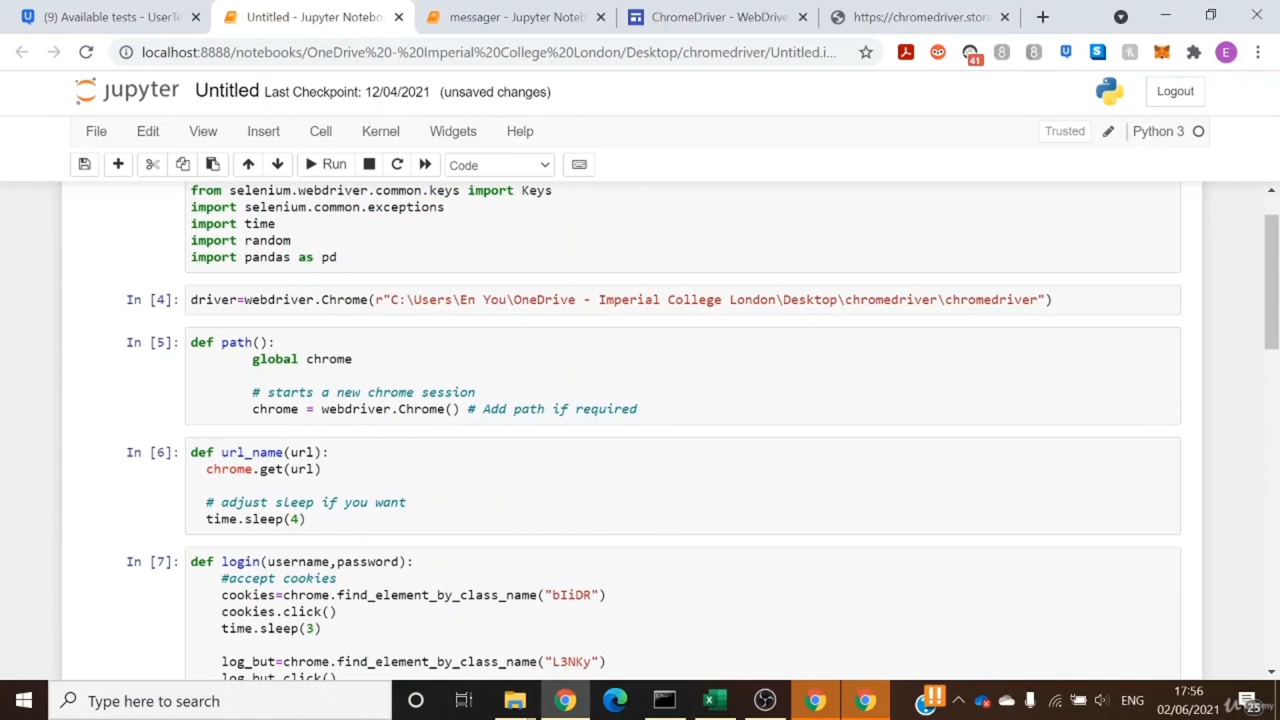 (9) Available tests - UserTe
Untitled - Jupyter Notebo
messager - Jupyter Noteb
ChromeDriver - WebDrive
https://chromedriver.stora
localhost:8888/notebooks/OneDrive%20-%20Imperial%20College%20London/Desktop/chromedriver/Untitled.i...
41
E
jupyter Untitled Last Checkpoint: 12/04/2021 (unsaved changes)
Logout
File Edit View Insert Cell Kernel Widgets Help
Trusted Python 3
Run Code
from selenium.webdriver.common.keys import Keys
import selenium.common.exceptions
import time
import random
import pandas as pd
In [4]: driver=webdriver.Chrome(r"C:\Users\En You\OneDrive - Imperial College London\Desktop\chromedriver\chromedriver")
In [5]: def path():
global chrome
# starts a new chrome session
chrome = webdriver.Chrome() # Add path if required
In [6]: def url_name(url):
chrome.get(url)
# adjust sleep if you want
time.sleep(4)
In [7]: def login(username,password):
#accept cookies
cookies=chrome.find_element_by_class_name("bIiDR")
cookies.click()
time.sleep(3)
log_but=chrome.find_element_by_class_name("L3NKy")
log_but.click()
Type here to search
ENG
17:56
02/06/2021
25